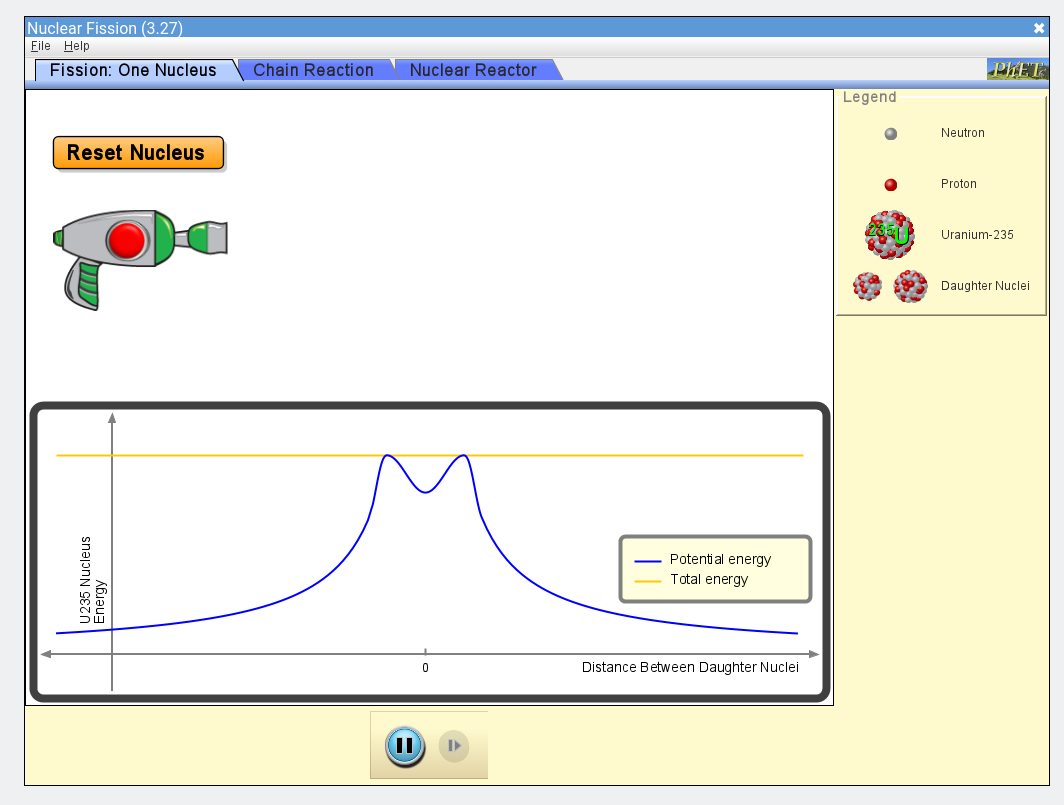 Nuclear Fission (3.27)
File Help
Fission: One Nucleus
Chain Reaction
Nuclear Reactor
PhET
Legend
Neutron
Proton
235U
Uranium-235
Daughter Nuclei
Reset Nucleus
U235 Nucleus
Energy
Potential energy
Total energy
0
Distance Between Daughter Nuclei